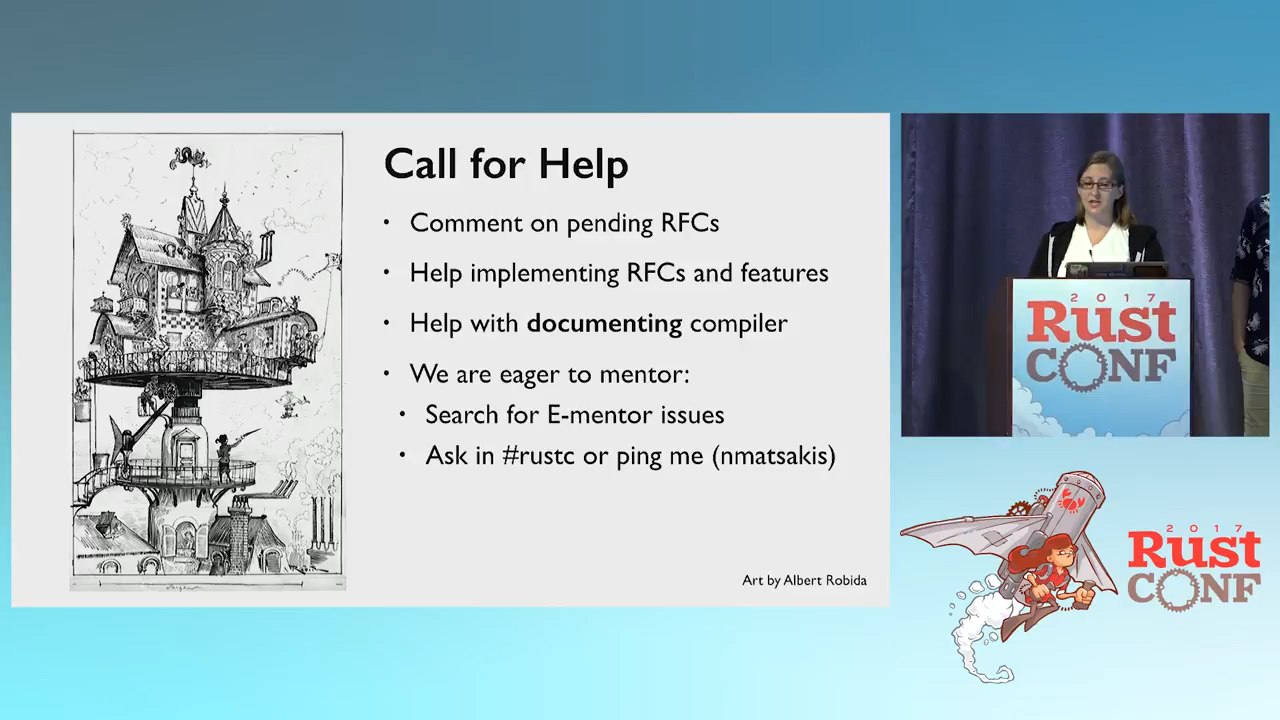 Call for Help
• Comment on pending RFCs
• Help implementing RFCs and features
• Help with documenting compiler
• We are eager to mentor:
• Search for E-mentor issues
• Ask in #rustc or ping me (nmatsakis)
Art by Albert Robida
2017
Rust
CONF
2017
Rust
CONF